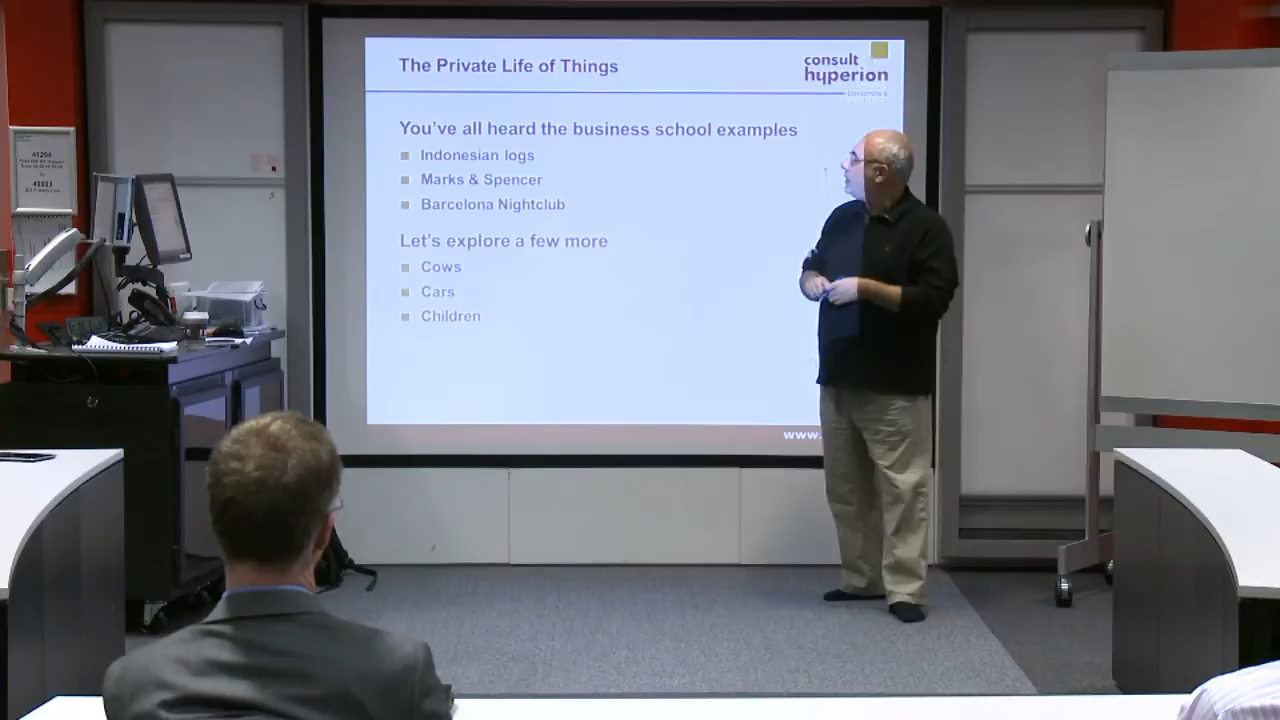 The Private Life of Things
consult
hyperion
You've all heard the business school examples
Indonesian logs
Marks & Spencer
Barcelona Nightclub
Let's explore a few more
Cows
Cars
Children
www.